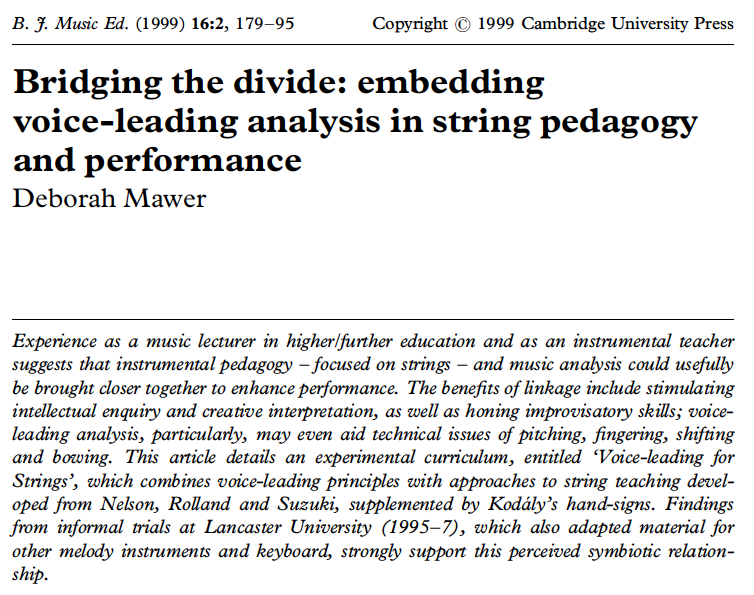 B. J. Music Ed. (1999) 16:2, 179–95 Copyright © 1999 Cambridge University Press
Bridging the divide: embedding
voice-leading analysis in string pedagogy
and performance
Deborah Mawer
Experience as a music lecturer in higher/further education and as an instrumental teacher
suggests that instrumental pedagogy – focused on strings – and music analysis could usefully
be brought closer together to enhance performance. The benefits of linkage include stimulating
intellectual enquiry and creative interpretation, as well as honing improvisatory skills; voice-
leading analysis, particularly, may even aid technical issues of pitching, fingering, shifting
and bowing. This article details an experimental curriculum, entitled ‘Voice-leading for
Strings’, which combines voice-leading principles with approaches to string teaching devel-
oped from Nelson, Rolland and Suzuki, supplemented by Kodály’s hand-signs. Findings
from informal trials at Lancaster University (1995–7), which also adapted material for
other melody instruments and keyboard, strongly support this perceived symbiotic relation-
ship.